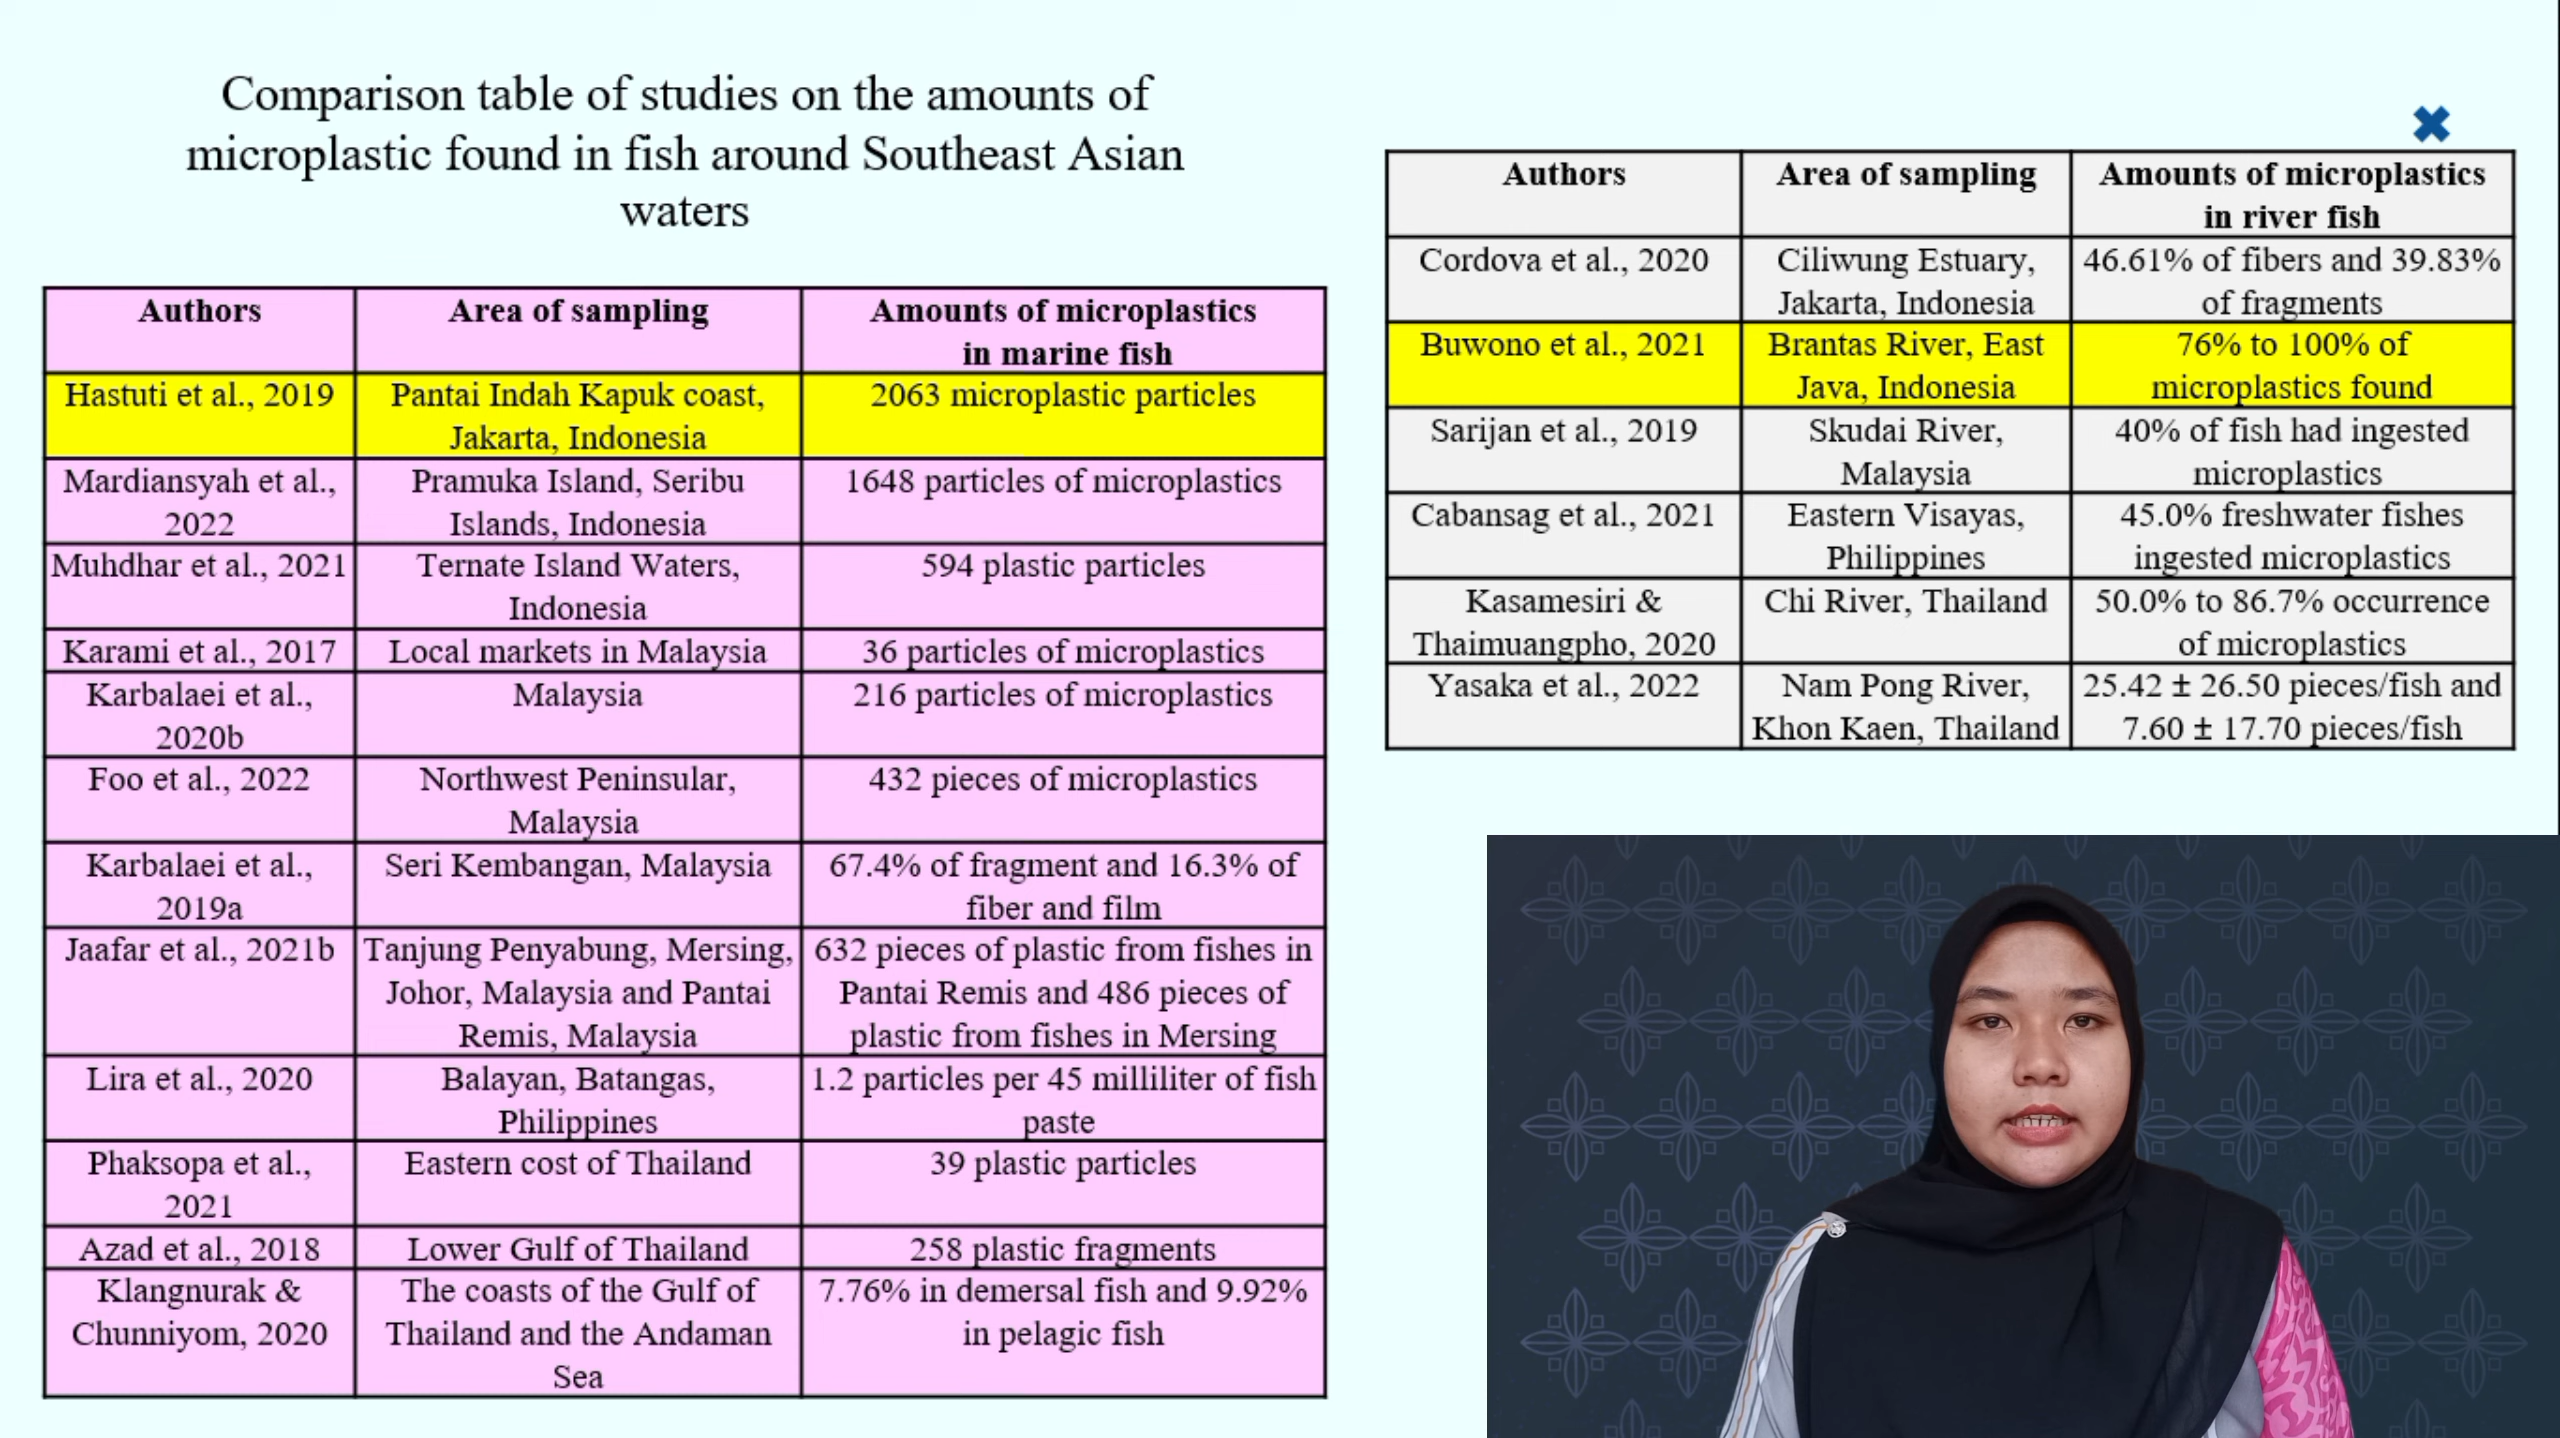 Comparison table of studies on the amounts of
microplastic found in fish around Southeast Asian
waters
Authors
Area of sampling
Amounts of microplastics
in marine fish
Hastuti et al., 2019
Pantai Indah Kapuk coast,
Jakarta, Indonesia
2063 microplastic particles
Mardiansyah et al.,
2022
Pramuka Island, Seribu
Islands, Indonesia
1648 particles of microplastics
Muhdhar et al., 2021
Ternate Island Waters,
Indonesia
594 plastic particles
Karami et al., 2017
Local markets in Malaysia
36 particles of microplastics
Karbalaei et al.,
2020b
Malaysia
216 particles of microplastics
Foo et al., 2022
Northwest Peninsular,
Malaysia
432 pieces of microplastics
Karbalaei et al.,
2019a
Seri Kembangan, Malaysia
67.4% of fragment and 16.3% of
fiber and film
Jaafar et al., 2021b
Tanjung Penyabung, Mersing,
Johor, Malaysia and Pantai
Remis, Malaysia
632 pieces of plastic from fishes in
Pantai Remis and 486 pieces of
plastic from fishes in Mersing
Lira et al., 2020
Balayan, Batangas,
Philippines
1.2 particles per 45 milliliter of fish
paste
Phaksopa et al.,
2021
Eastern cost of Thailand
39 plastic particles
Azad et al., 2018
Lower Gulf of Thailand
258 plastic fragments
Klangnurak &
Chunniyom, 2020
The coasts of the Gulf of
Thailand and the Andaman
Sea
7.76% in demersal fish and 9.92%
in pelagic fish
Authors
Area of sampling
Amounts of microplastics
in river fish
Cordova et al., 2020
Ciliwung Estuary,
Jakarta, Indonesia
46.61% of fibers and 39.83%
of fragments
Buwono et al., 2021
Brantas River, East
Java, Indonesia
76% to 100% of
microplastics found
Sarijan et al., 2019
Skudai River,
Malaysia
40% of fish had ingested
microplastics
Cabansag et al., 2021
Eastern Visayas,
Philippines
45.0% freshwater fishes
ingested microplastics
Kasamesiri &
Thaimuangpho, 2020
Chi River, Thailand
50.0% to 86.7% occurrence
of microplastics
Yasaka et al., 2022
Nam Pong River,
Khon Kaen, Thailand
25.42 ± 26.50 pieces/fish and
7.60 ± 17.70 pieces/fish